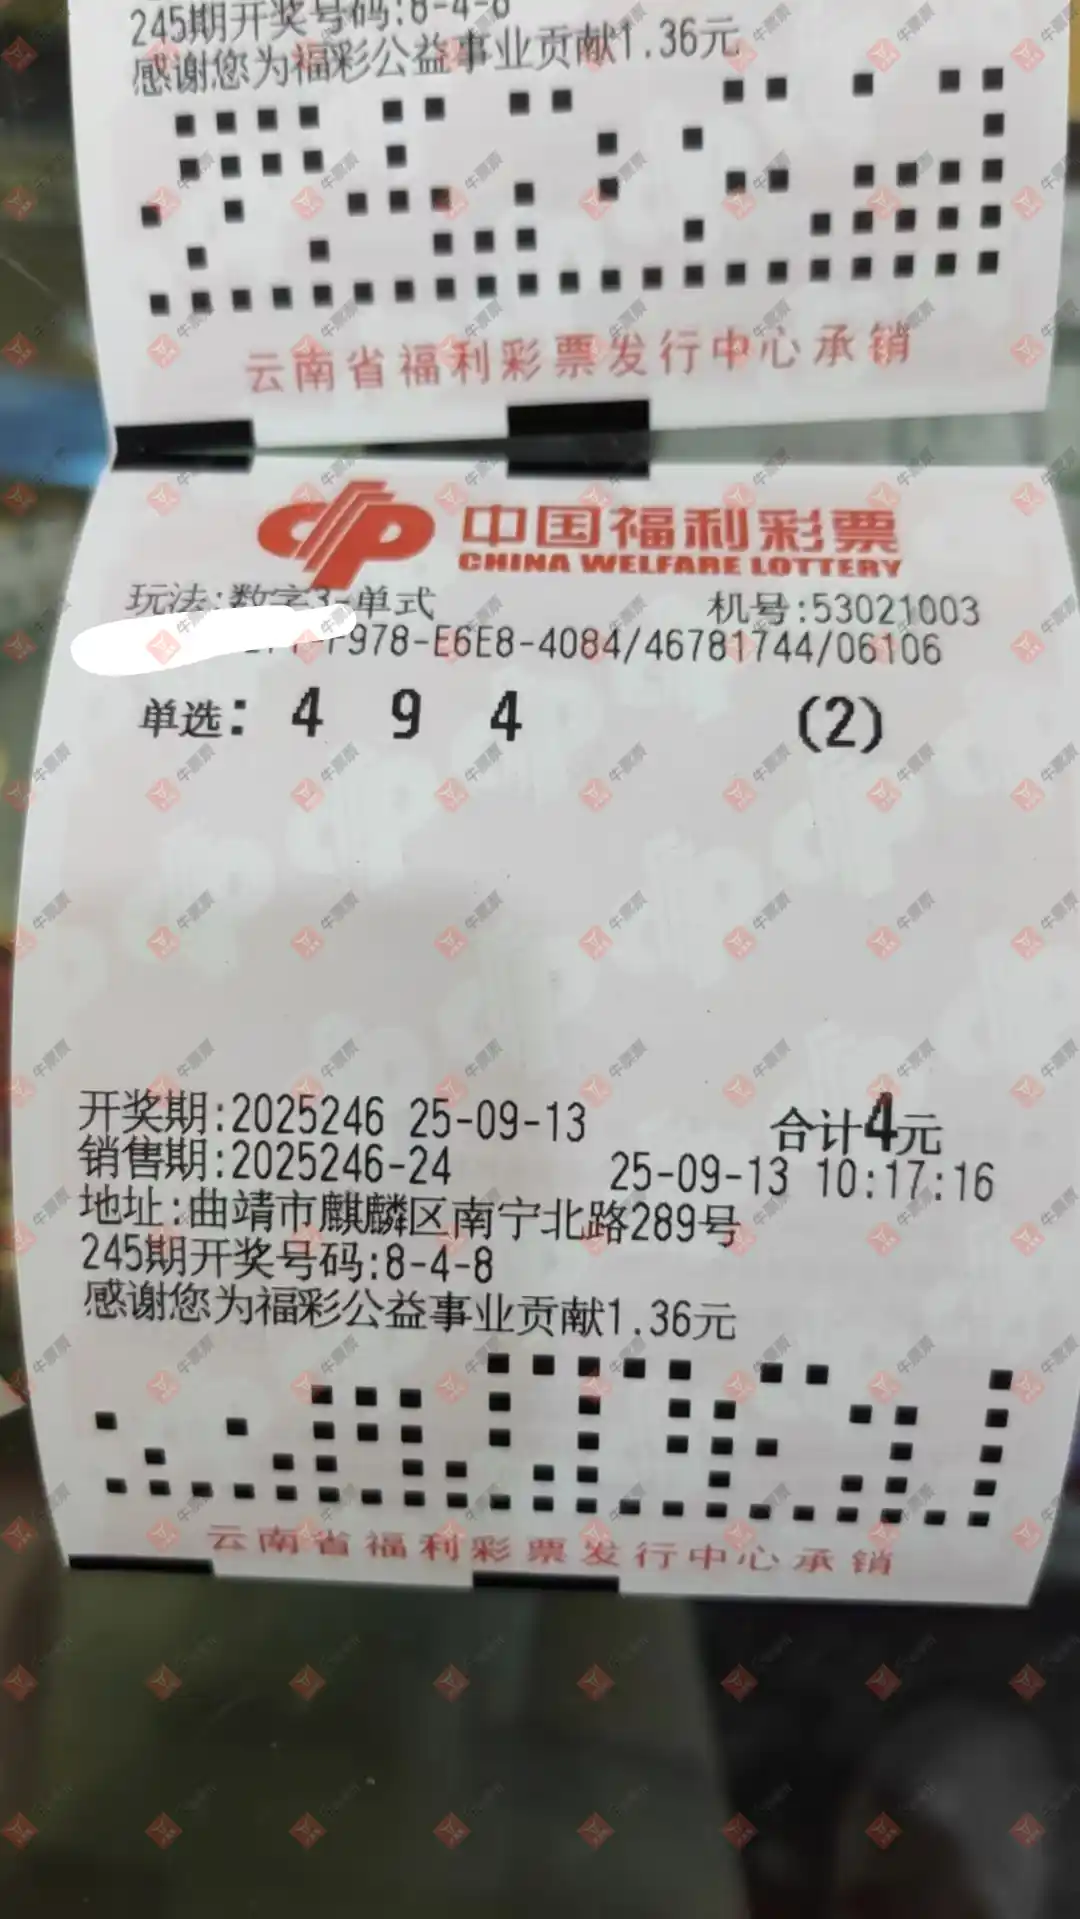 245期开奖号码:8-4-8
感谢您为福彩公益事业贡献1.36元
云南省福利彩票发行中心承销
中国福利彩票
CHINA WELFARE LOTTERY
玩法:数字3-单式 机号:53021003
F978-E6E8-4084/46781744/06106
单选: 4 9 4 (2)
开奖期:2025246 25-09-13 合计4元
销售期:2025246-24 25-09-13 10:17:16
地址:曲靖市麒麟区南宁北路289号
245期开奖号码:8-4-8
感谢您为福彩公益事业贡献1.36元
云南省福利彩票发行中心承销
牛票票